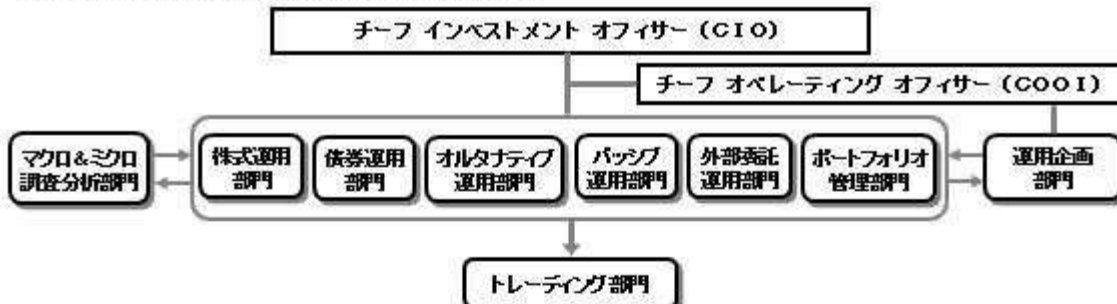 チーフ インベストメント オフィサー (CIO)
チーフ オペレーティング オフィサー (COOI)
マクロ&ミクロ
調査分析部門
株式運用
部門
債券運用
部門
オルタナティブ
運用部門
パッシブ
運用部門
外部委託
運用部門
ポートフォリオ
管理部門
運用企画
部門
トレーディング部門